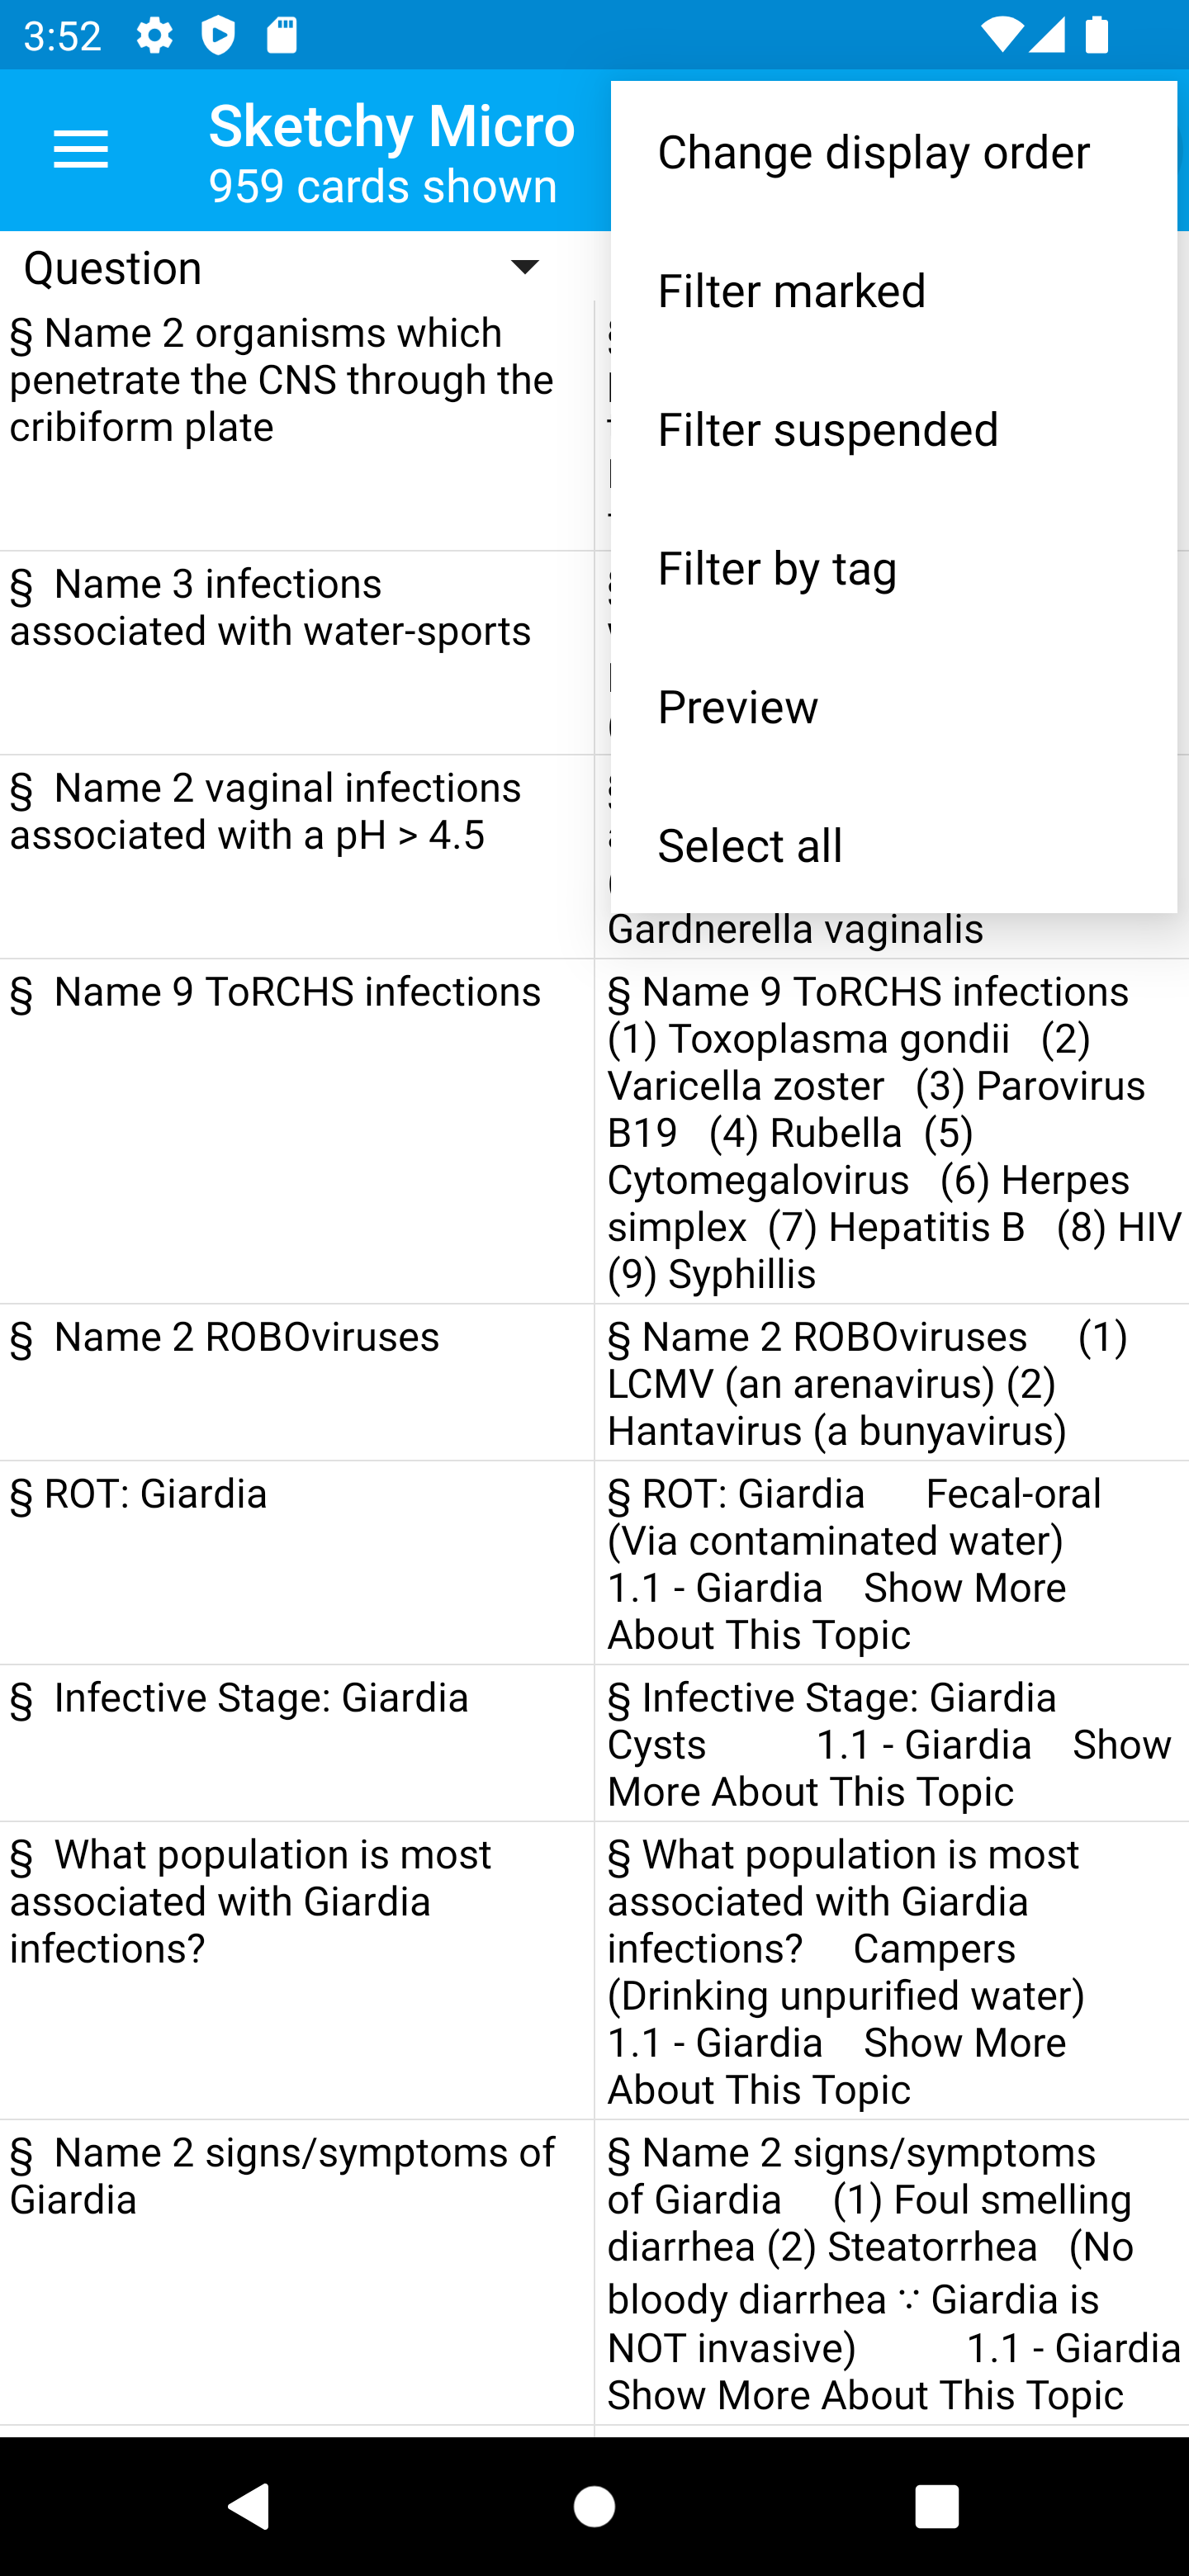 3:52
Sketchy Micro
959 cards shown
Change display order
Filter marked
Filter suspended
Filter by tag
Preview
Select all
Question
§ Name 2 organisms which
penetrate the CNS through the
cribiform plate
§  Name 3 infections
associated with water-sports
§  Name 2 vaginal infections
associated with a pH > 4.5
Gardnerella vaginalis
§  Name 9 ToRCHS infections
§ Name 9 ToRCHS infections
(1) Toxoplasma gondii   (2)
Varicella zoster   (3) Parovirus
B19   (4) Rubella  (5)
Cytomegalovirus   (6) Herpes
simplex  (7) Hepatitis B   (8) HIV
(9) Syphillis
§  Name 2 ROBOviruses
§ Name 2 ROBOviruses     (1)
LCMV (an arenavirus) (2)
Hantavirus (a bunyavirus)
§ ROT: Giardia
§ ROT: Giardia      Fecal-oral
(Via contaminated water)
1.1 - Giardia    Show More
About This Topic
§  Infective Stage: Giardia
§ Infective Stage: Giardia
Cysts           1.1 - Giardia    Show
More About This Topic
§  What population is most
associated with Giardia
infections?
§ What population is most
associated with Giardia
infections?     Campers
(Drinking unpurified water)
1.1 - Giardia    Show More
About This Topic
§  Name 2 signs/symptoms of
Giardia
§ Name 2 signs/symptoms
of Giardia     (1) Foul smelling
diarrhea (2) Steatorrhea   (No
bloody diarrhea ∵ Giardia is
NOT invasive)           1.1 - Giardia
Show More About This Topic